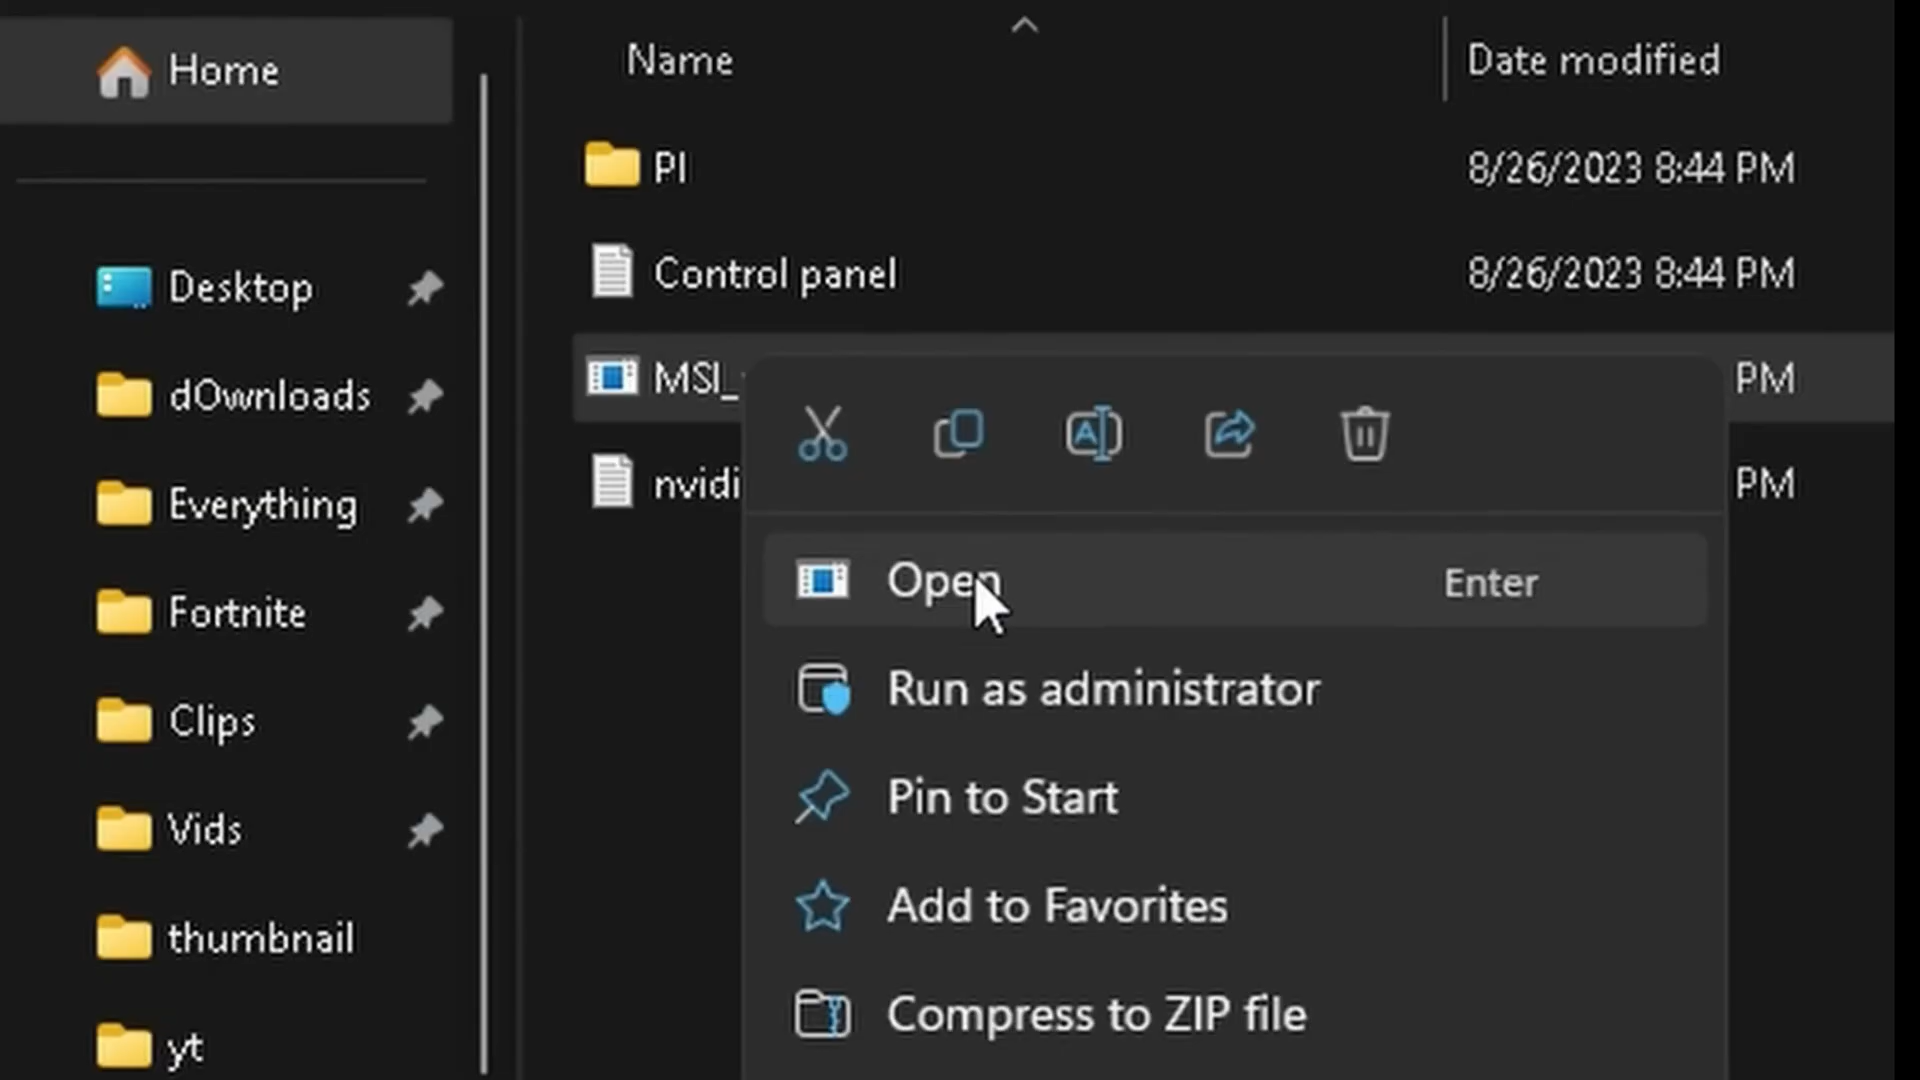 Home
Desktop
dOwnloads
Everything
Fortnite
Clips
Vids
thumbnail
yt
Name
Date modified
PI
8/26/2023 8:44 PM
Control panel
8/26/2023 8:44 PM
MSI_
PM
nvidi
PM
Open
Enter
Run as administrator
Pin to Start
Add to Favorites
Compress to ZIP file